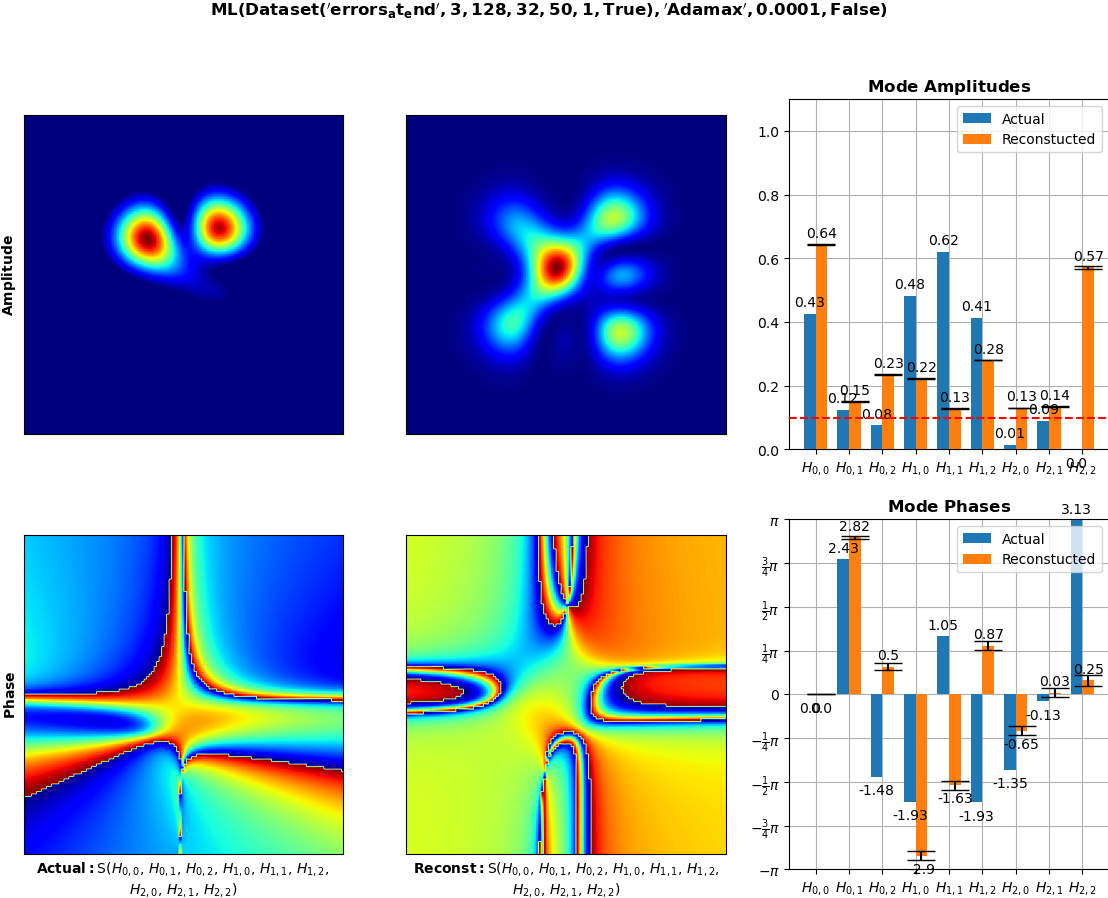 ML(Dataset('errors_at_end', 3, 128, 32, 50, 1, True), 'Adamax', 0.0001, False)
Amplitude
Mode Amplitudes
Actual
Reconstucted
1.0
0.8
0.6
0.4
0.2
0.0
0.43
0.64
0.12
0.15
0.08
0.23
0.48
0.22
0.62
0.13
0.41
0.28
0.01
0.13
0.09
0.14
0.0
0.57
H0,0 H0,1 H0,2 H1,0 H1,1 H1,2 H2,0 H2,1 H2,2
Phase
Actual:S(H0,0, H0,1, H0,2, H1,0, H1,1, H1,2,
H2,0, H2,1, H2,2)
Reconst:S(H0,0, H0,1, H0,2, H1,0, H1,1, H1,2,
H2,0, H2,1, H2,2)
Mode Phases
Actual
Reconstucted
π
3/4π
1/2π
1/4π
0
−1/4π
−1/2π
−3/4π
−π
0.0
0.0
2.43
2.82
-1.48
0.5
-1.93
-2.9
1.05
-1.63
-1.93
0.87
-1.35
-0.65
-0.13
0.03
3.13
0.25
H0,0 H0,1 H0,2 H1,0 H1,1 H1,2 H2,0 H2,1 H2,2